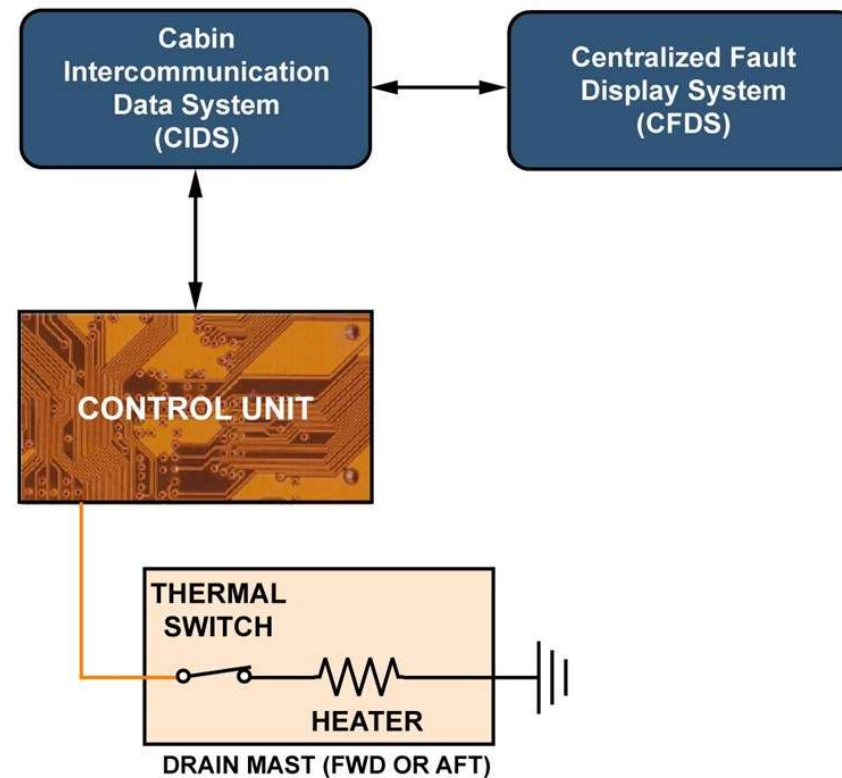 Cabin
Intercommunication
Data System
(CIDS)
Centralized Fault
Display System
(CFDS)
CONTROL UNIT
THERMAL
SWITCH
HEATER
DRAIN MAST (FWD OR AFT)